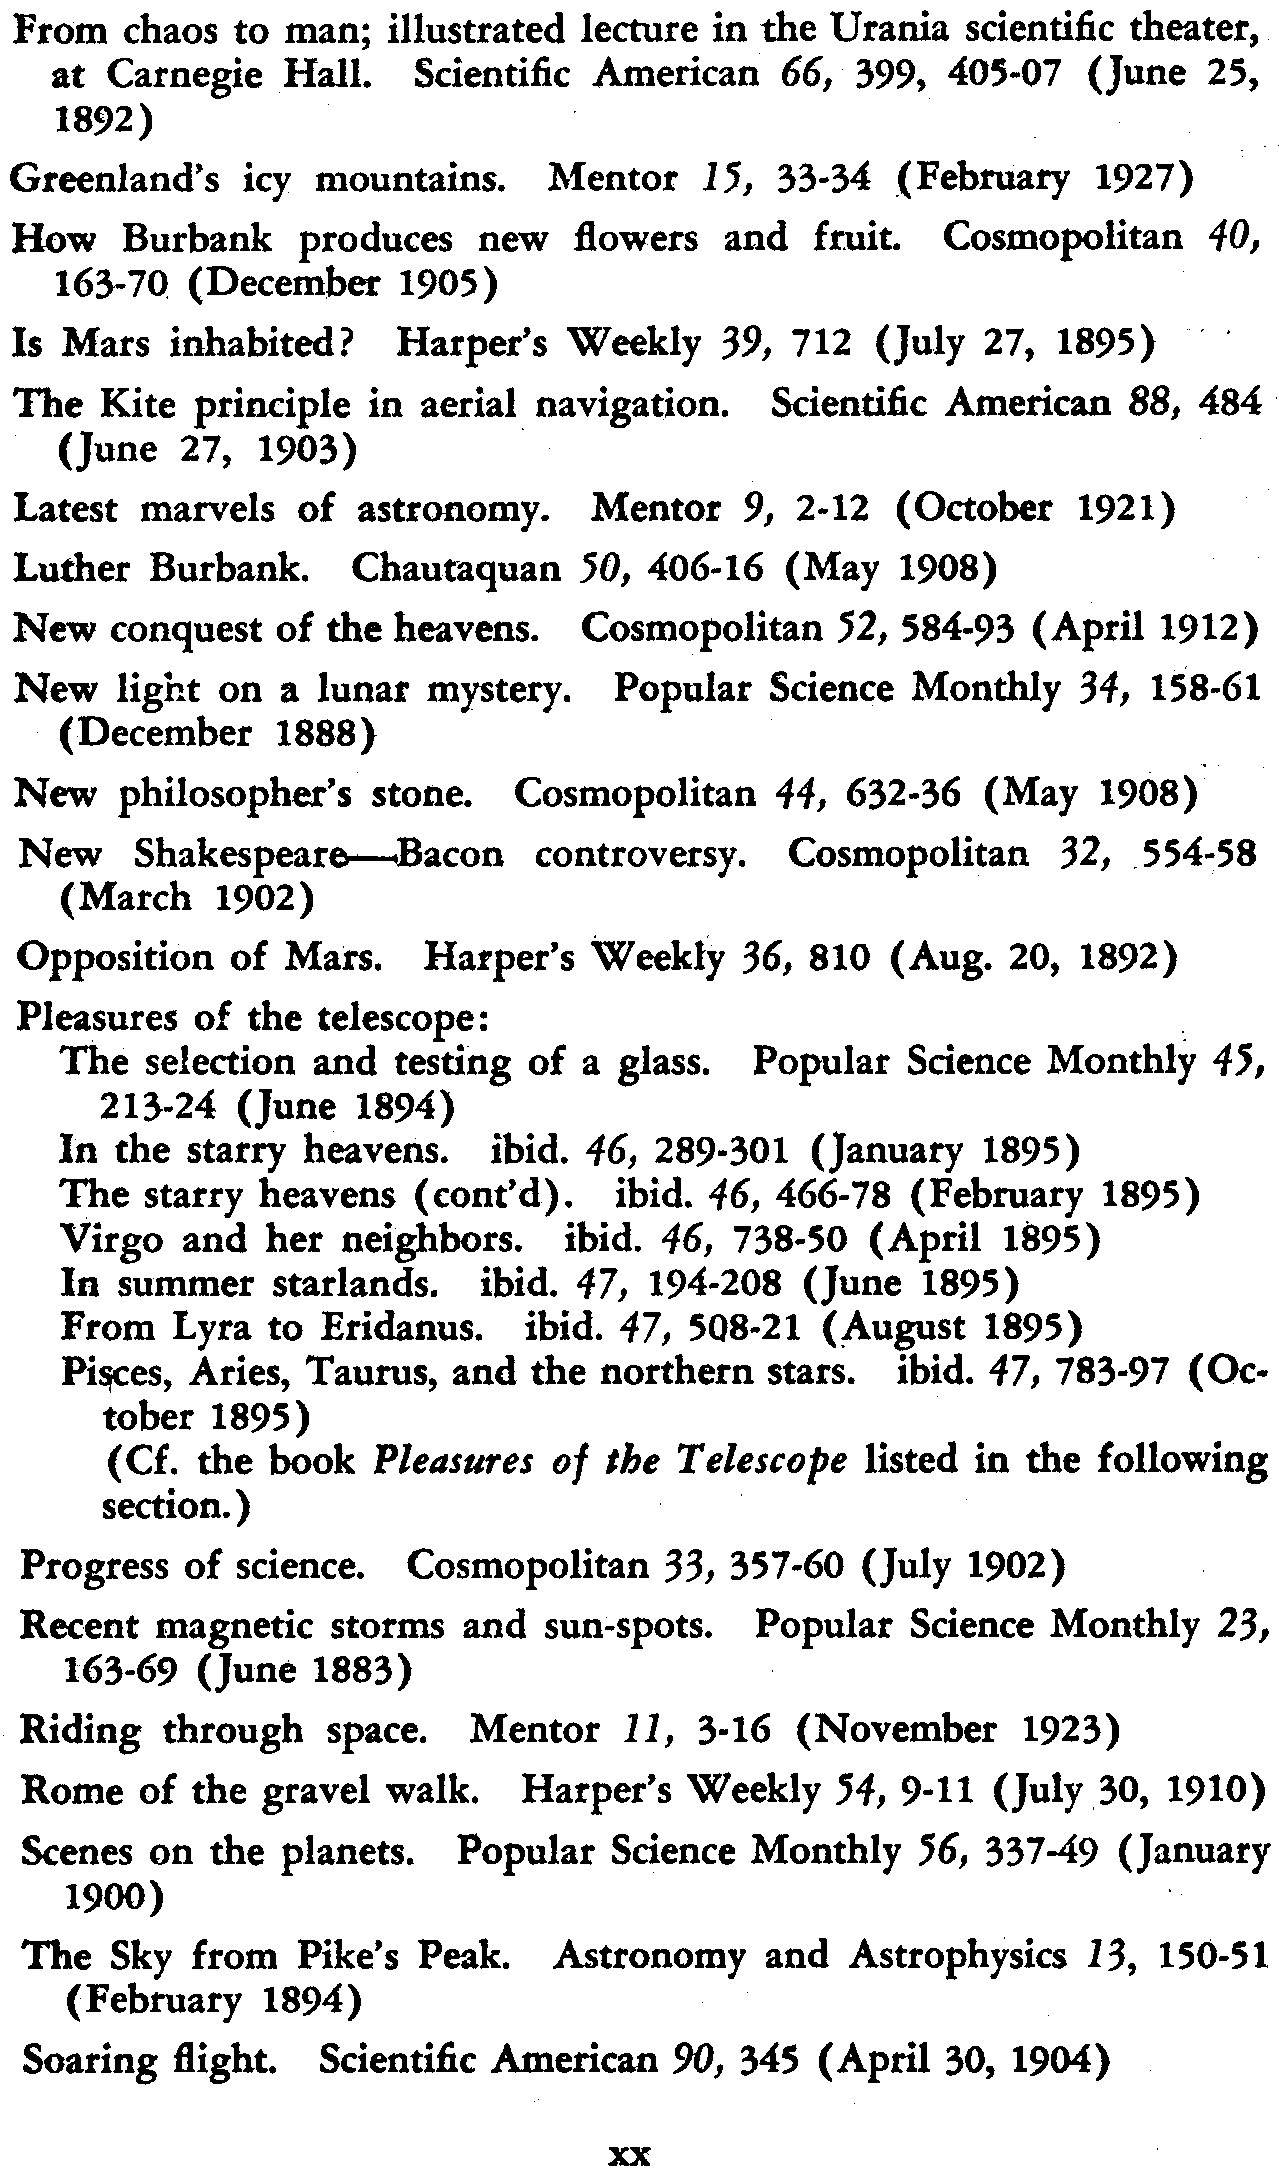 From chaos to man; illustrated lecture in the Urania scientific theater,
at Carnegie Hall. Scientific American 66, 399, 405-07 (June 25,
1892)
Greenland's icy mountains. Mentor 15, 33-34 (February 1927)
How Burbank produces new flowers and fruit. Cosmopolitan 40,
163-70 (December 1905)
Is Mars inhabited? Harper's Weekly 39, 712 (July 27, 1895)
The Kite principle in aerial navigation. Scientific American 88, 484
(June 27, 1903)
Latest marvels of astronomy. Mentor 9, 2-12 (October 1921)
Luther Burbank. Chautauquan 50, 406-16 (May 1908)
New conquest of the heavens. Cosmopolitan 52, 584-93 (April 1912)
New light on a lunar mystery. Popular Science Monthly 34, 158-61
(December 1888)
New philosopher's stone. Cosmopolitan 44, 632-36 (May 1908)
New Shakespeare—Bacon controversy. Cosmopolitan 32, 554-58
(March 1902)
Opposition of Mars. Harper's Weekly 36, 810 (Aug. 20, 1892)
Pleasures of the telescope:
The selection and testing of a glass. Popular Science Monthly 45,
213-24 (June 1894)
In the starry heavens. ibid. 46, 289-301 (January 1895)
The starry heavens (cont'd). ibid. 46, 466-78 (February 1895)
Virgo and her neighbors. ibid. 46, 738-50 (April 1895)
In summer starlands. ibid. 47, 194-208 (June 1895)
From Lyra to Eridanus. ibid. 47, 508-21 (August 1895)
Pisces, Aries, Taurus, and the northern stars. ibid. 47, 783-97 (Oc-
tober 1895)
(Cf. the book Pleasures of the Telescope listed in the following
section.)
Progress of science. Cosmopolitan 33, 357-60 (July 1902)
Recent magnetic storms and sun-spots. Popular Science Monthly 23,
163-69 (June 1883)
Riding through space. Mentor 11, 3-16 (November 1923)
Rome of the gravel walk. Harper's Weekly 54, 9-11 (July 30, 1910)
Scenes on the planets. Popular Science Monthly 56, 337-49 (January
1900)
The Sky from Pike's Peak. Astronomy and Astrophysics 13, 150-51
(February 1894)
Soaring flight. Scientific American 90, 345 (April 30, 1904)
xx